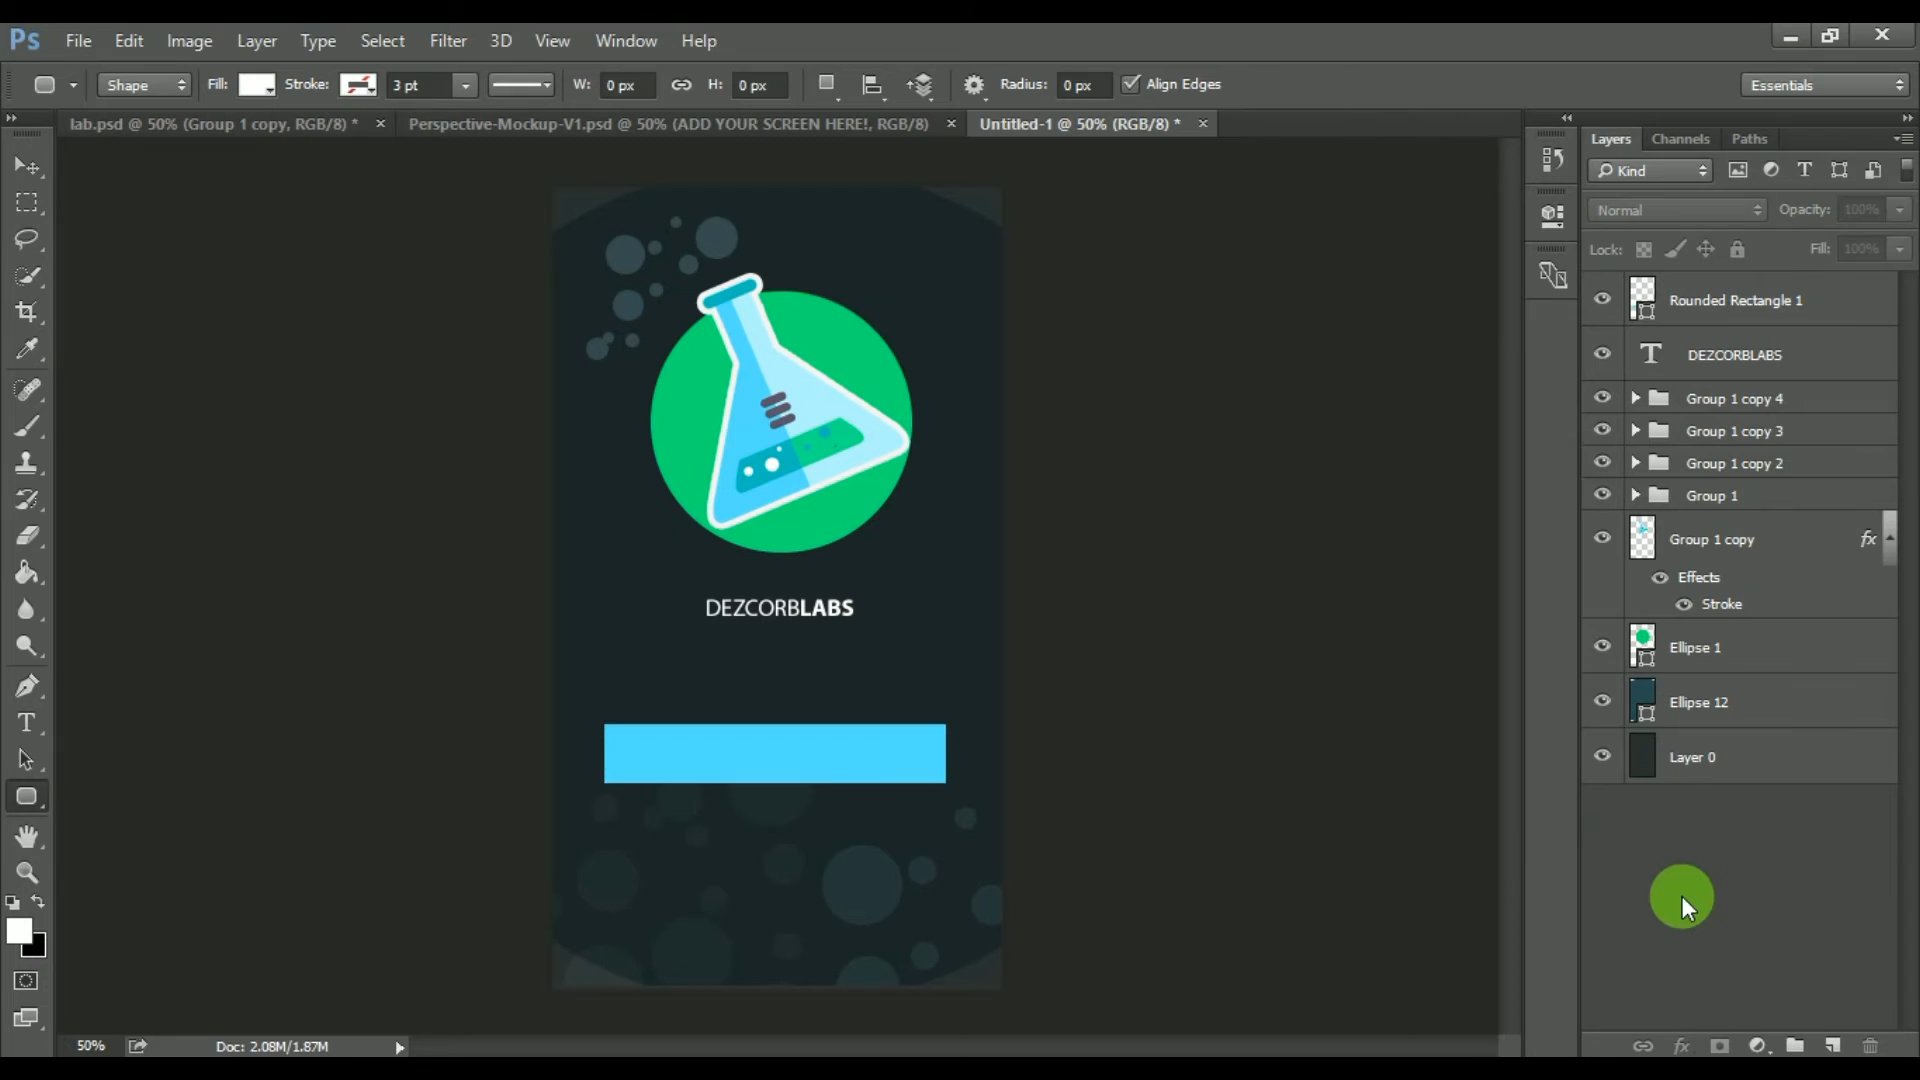 Ps File Edit Image Layer Type Select Filter 3D View Window Help
Shape Fill: Stroke: 3 pt W: 0 px H: 0 px Radius: 0 px Align Edges Essentials
lab.psd @ 50% (Group 1 copy, RGB/8) * × Perspective-Mockup-V1.psd @ 50% (ADD YOUR SCREEN HERE!, RGB/8) × Untitled-1 @ 50% (RGB/8) * ×
Layers Channels Paths
Kind
Normal Opacity: 100%
Lock: Fill: 100%
Rounded Rectangle 1
DEZCORBLABS
Group 1 copy 4
Group 1 copy 3
Group 1 copy 2
Group 1
Group 1 copy fx
Effects
Stroke
Ellipse 1
Ellipse 12
Layer 0
DEZCORBLABS
50% Doc: 2.08M/1.87M